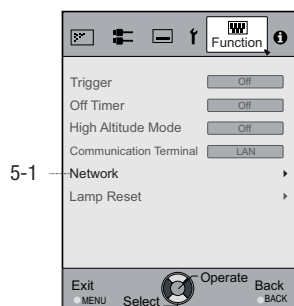 Function
Trigger Off
Off Timer Off
High Altitude Mode Off
Communication Terminal LAN
5-1 Network
Lamp Reset
Exit
MENU
Select
Operate
Back
BACK